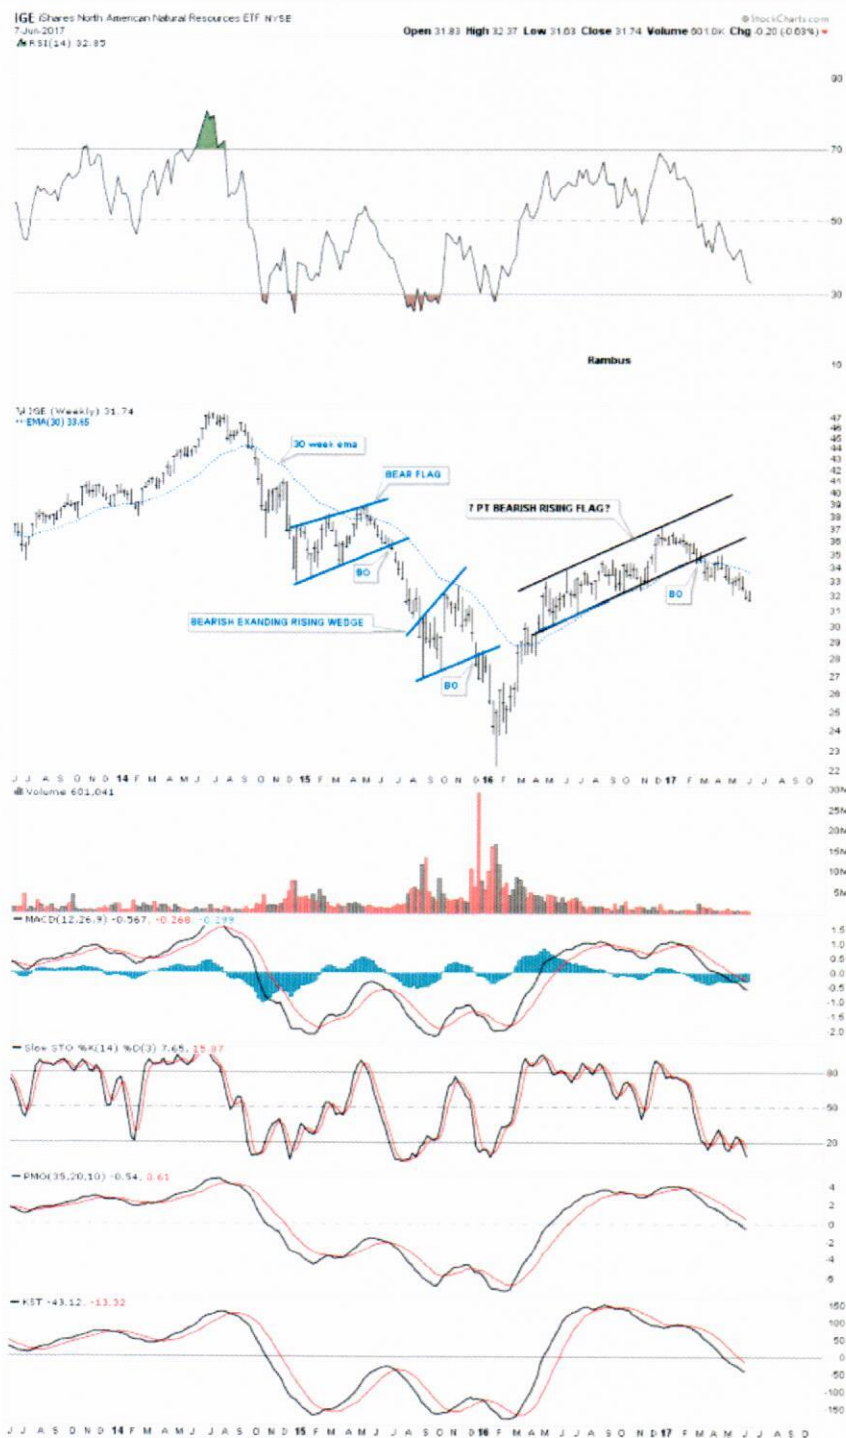 IGE iShares North American Natural Resources ETF NYSE
© StockCharts.com
7-Jun-2017
Open 31.83 High 32.37 Low 31.63 Close 31.74 Volume 601.0K Chg -0.20 (-0.63%)
RSI(14) 32.85
90
70
50
30
10
Rambus
IGE (Weekly) 31.74
EMA(30) 33.65
47
46
45
44
43
42
41
40
39
38
37
36
35
34
33
32
31
30
29
28
27
26
25
24
23
22
30 week ema
BEAR FLAG
BO
BEARISH EXANDING RISING WEDGE
BO
? PT BEARISH RISING FLAG?
BO
J J A S O N D 14 F M A M J J A S O N D 15 F M A M J J A S O N D 16 F M A M J J A S O N D 17 F M A M J J A S O
Volume 601,041
30M
25M
20M
15M
10M
5M
MACD(12,26,9) -0.567, -0.268, -0.299
1.5
1.0
0.5
0.0
-0.5
-1.0
-1.5
-2.0
Slow STO %K(14) %D(3) 7.65, 15.87
80
50
20
PMO(35,20,10) -0.54, 0.61
4
2
0
-2
-4
-6
KST -43.12, -13.32
150
100
50
0
-50
-100
-150
J J A S O N D 14 F M A M J J A S O N D 15 F M A M J J A S O N D 16 F M A M J J A S O N D 17 F M A M J J A S O